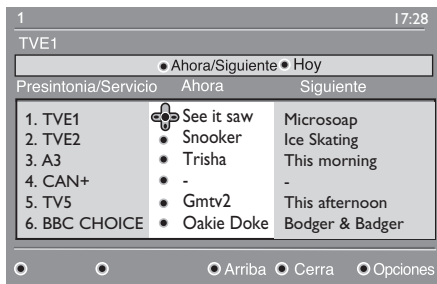 1 17:28
TVE1
Ahora/Siguiente Hoy
Presintonia/Servicio Ahora Siguiente
1. TVE1 See it saw Microsoap
2. TVE2 Snooker Ice Skating
3. A3 Trisha This morning
4. CAN+ - -
5. TV5 Gmtv2 This afternoon
6. BBC CHOICE Oakie Doke Bodger & Badger
Arriba Cerra Opciones